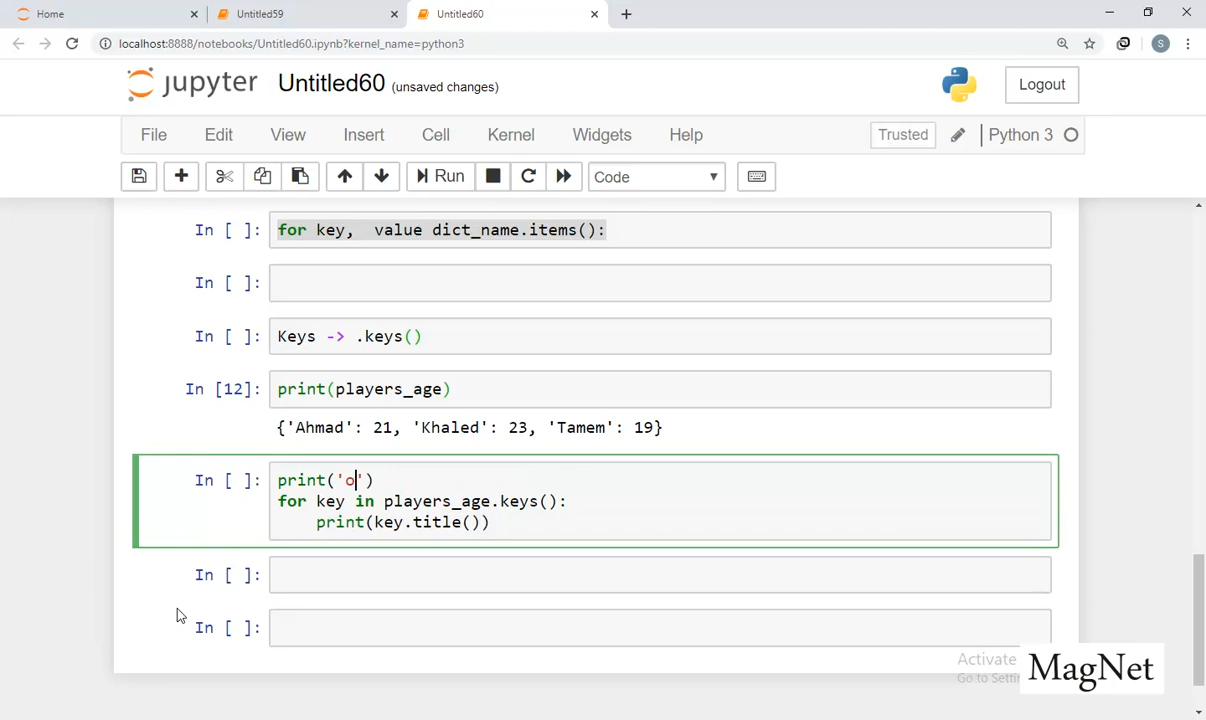 Home
Untitled59
Untitled60
localhost:8888/notebooks/Untitled60.ipynb?kernel_name=python3
S
jupyter Untitled60 (unsaved changes)
Logout
File Edit View Insert Cell Kernel Widgets Help
Trusted
Python 3
Run
Code
In [ ]: for key,  value dict_name.items():
In [ ]:
In [ ]: Keys -> .keys()
In [12]: print(players_age)
{'Ahmad': 21, 'Khaled': 23, 'Tamem': 19}
In [ ]: print('o')
for key in players_age.keys():
    print(key.title())
In [ ]:
In [ ]:
Activate
Go to Settin
MagNet